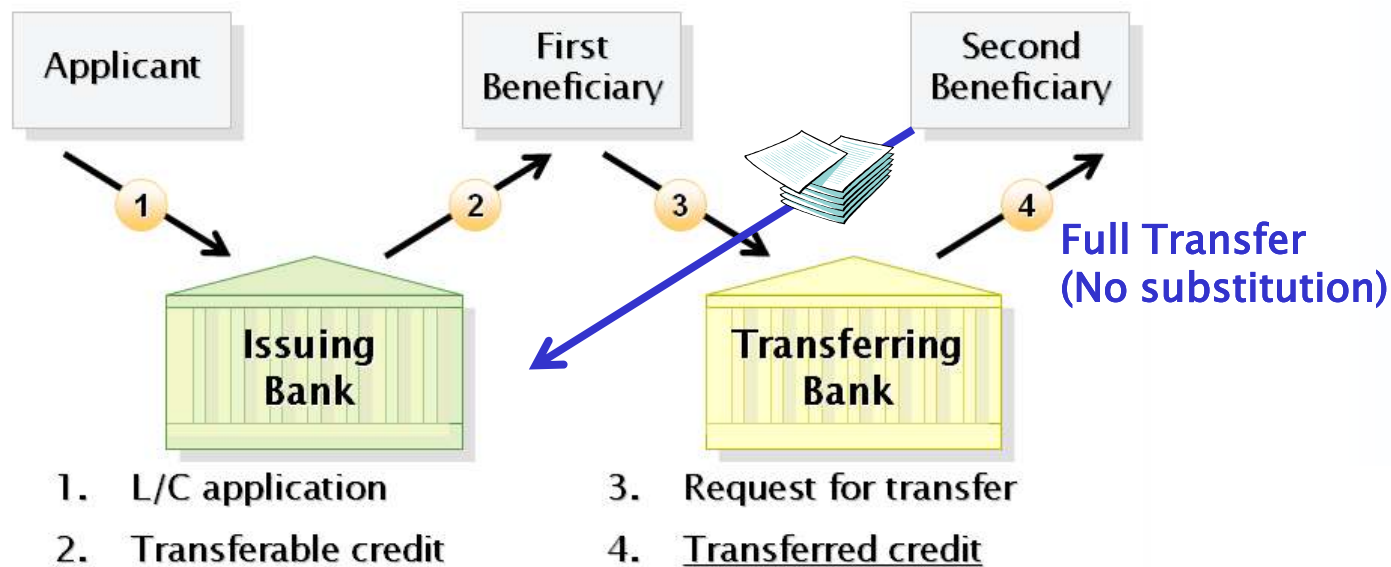 Applicant
First
Beneficiary
Second
Beneficiary
1
2
3
4
Full Transfer
(No substitution)
Issuing
Bank
Transferring
Bank
1. L/C application
2. Transferable credit
3. Request for transfer
4. Transferred credit